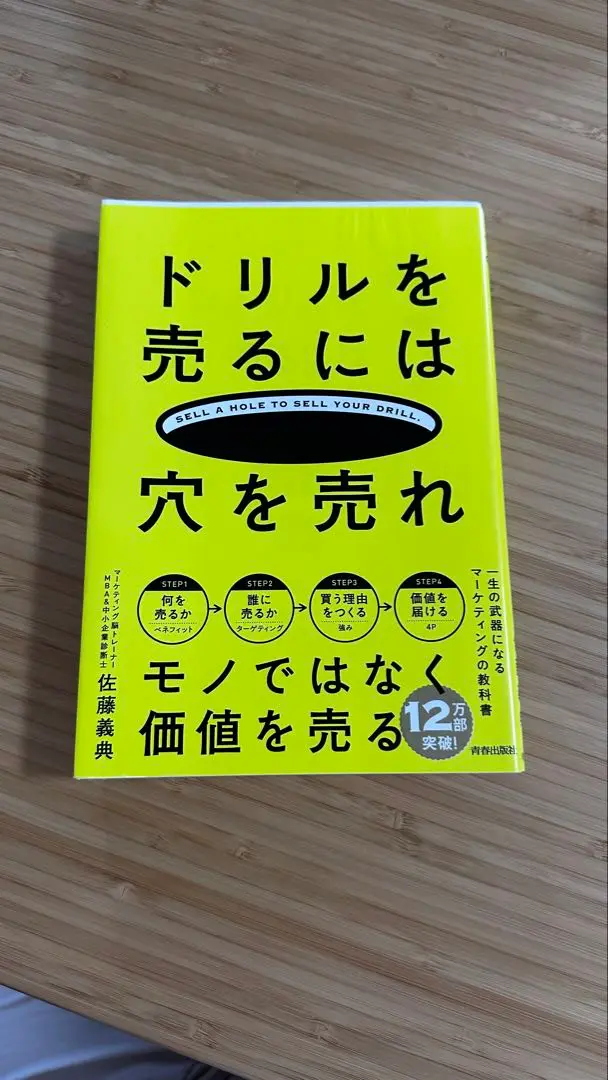 ドリルを
売るには
SELL A HOLE TO SELL YOUR DRILL.
穴を売れ
STEP1
何を
売るか
ベネフィット
STEP2
誰に
売るか
ターゲティング
STEP3
買う理由
をつくる
強み
STEP4
価値を
届ける
4P
一生の武器になる
マーケティングの教科書
マーケティング脳トレーナー
MBA&中小企業診断士
佐藤義典
モノではなく
価値を売る
12万部
突破!
青春出版社